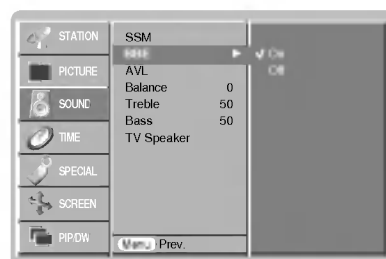 STATION
PICTURE
SOUND
TIME
SPECIAL
SCREEN
PIP/DW
SSM
BBE
AVL
Balance 0
Treble 50
Bass 50
TV Speaker
Menu Prev.
On
Off